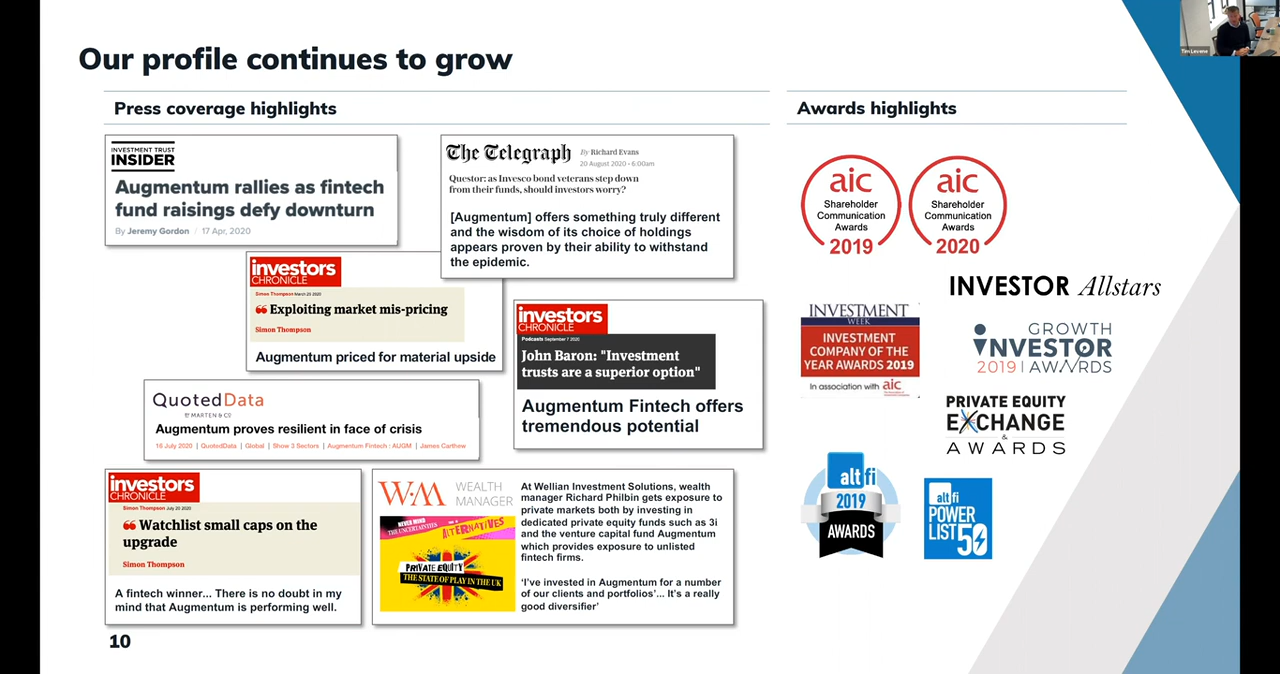 Our profile continues to grow
Press coverage highlights
INVESTMENT TRUST
INSIDER
Augmentum rallies as fintech
fund raisings defy downturn
By Jeremy Gordon / 17 Apr, 2020
The Telegraph
By Richard Evans
20 August 2020 • 6:00am
Questor: as Invesco bond veterans step down
from their funds, should investors worry?
[Augmentum] offers something truly different
and the wisdom of its choice of holdings
appears proven by their ability to withstand
the epidemic.
investors
CHRONICLE
Simon Thompson March 23 2020
“ Exploiting market mis-pricing
Simon Thompson
Augmentum priced for material upside
investors
CHRONICLE
Podcasts September 7 2020
John Baron: "Investment
trusts are a superior option"
Augmentum Fintech offers
tremendous potential
QuotedData
BY MARTEN & CO
Augmentum proves resilient in face of crisis
16 July 2020 | QuotedData | Global | Show 3 Sectors | Augmentum Fintech : AUGM | James Carthew
investors
CHRONICLE
Simon Thompson July 20 2020
“ Watchlist small caps on the
upgrade
Simon Thompson
A fintech winner... There is no doubt in my
mind that Augmentum is performing well.
W•M WEALTH
MANAGER
NEVER MIND
THE UNCERTAINTIES
ALTERNATIVES
PRIVATE EQUITY
THE STATE OF PLAY IN THE UK
At Wellian Investment Solutions, wealth
manager Richard Philbin gets exposure to
private markets both by investing in
dedicated private equity funds such as 3i
and the venture capital fund Augmentum
which provides exposure to unlisted
fintech firms.
‘I’ve invested in Augmentum for a number
of our clients and portfolios’... It’s a really
good diversifier’
10
Awards highlights
aic
Shareholder
Communication
Awards
2019
aic
Shareholder
Communication
Awards
2020
INVESTOR Allstars
INVESTMENT
WEEK
INVESTMENT
COMPANY OF THE
YEAR AWARDS 2019
In association with aic
GROWTH
INVESTOR
2019 | AWARDS
PRIVATE EQUITY
EXCHANGE
&
AWARDS
alt fi
2019
AWARDS
alt fi
POWER
LIST 50
Tim Levene